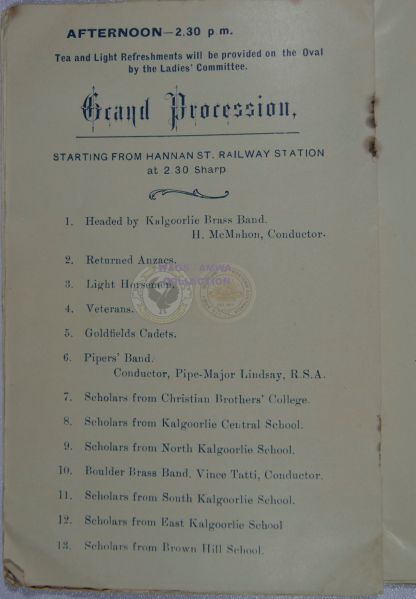 AFTERNOON—2.30 p m.
Tea and Light Refreshments will be provided on the Oval
by the Ladies' Committee.
Grand Procession,
STARTING FROM HANNAN ST. RAILWAY STATION
at 2 30 Sharp
1. Headed by Kalgoorlie Brass Band.
H. McMahon, Conductor.
2. Returned Anzacs.
3. Light Horsemen.
WAGS AMWA
COLLECTION
4. Veterans.
5. Goldfields Cadets.
6. Pipers' Band.
Conductor, Pipe-Major Lindsay, R.S.A.
7. Scholars from Christian Brothers' College.
8. Scholars from Kalgoorlie Central School.
9. Scholars from North Kalgoorlie School.
10. Boulder Brass Band. Vince Tatti, Conductor.
11. Scholars from South Kalgoorlie School.
12. Scholars from East Kalgoorlie School
13. Scholars from Brown Hill School.